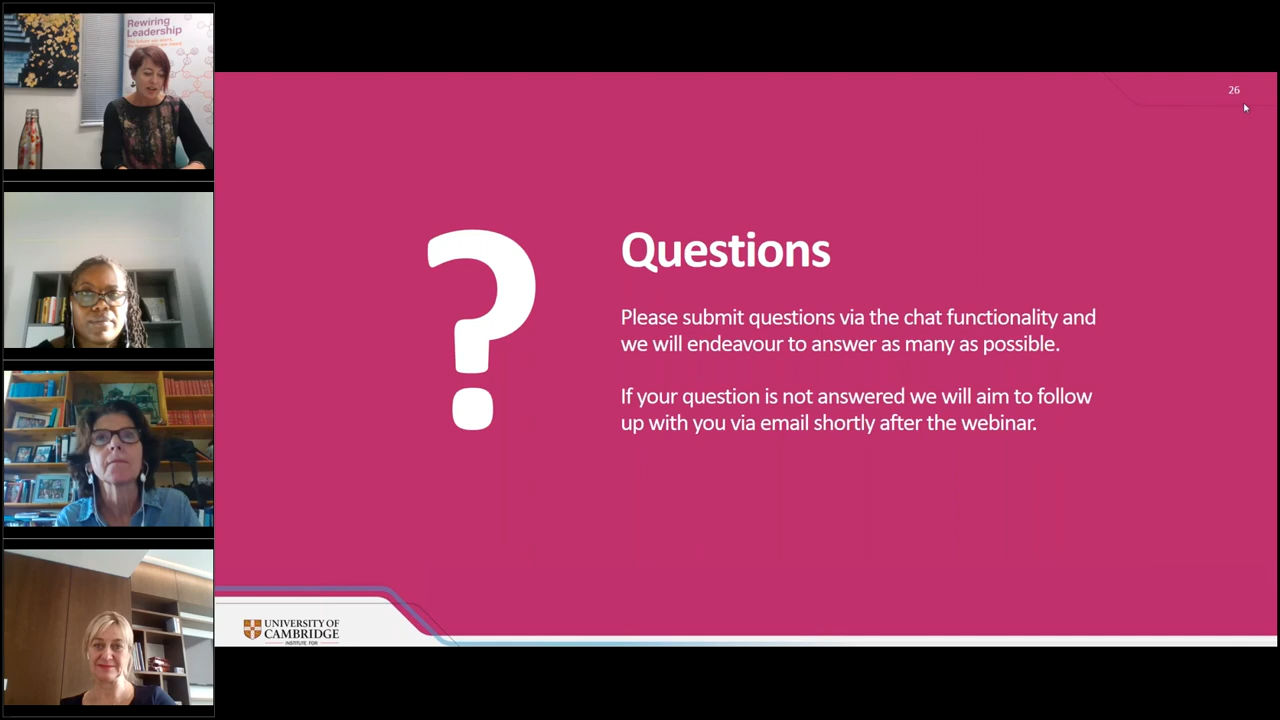 Rewiring
Leadership
26
?
Questions
Please submit questions via the chat functionality and
we will endeavour to answer as many as possible.
If your question is not answered we will aim to follow
up with you via email shortly after the webinar.
UNIVERSITY OF
CAMBRIDGE
INSTITUTE FOR